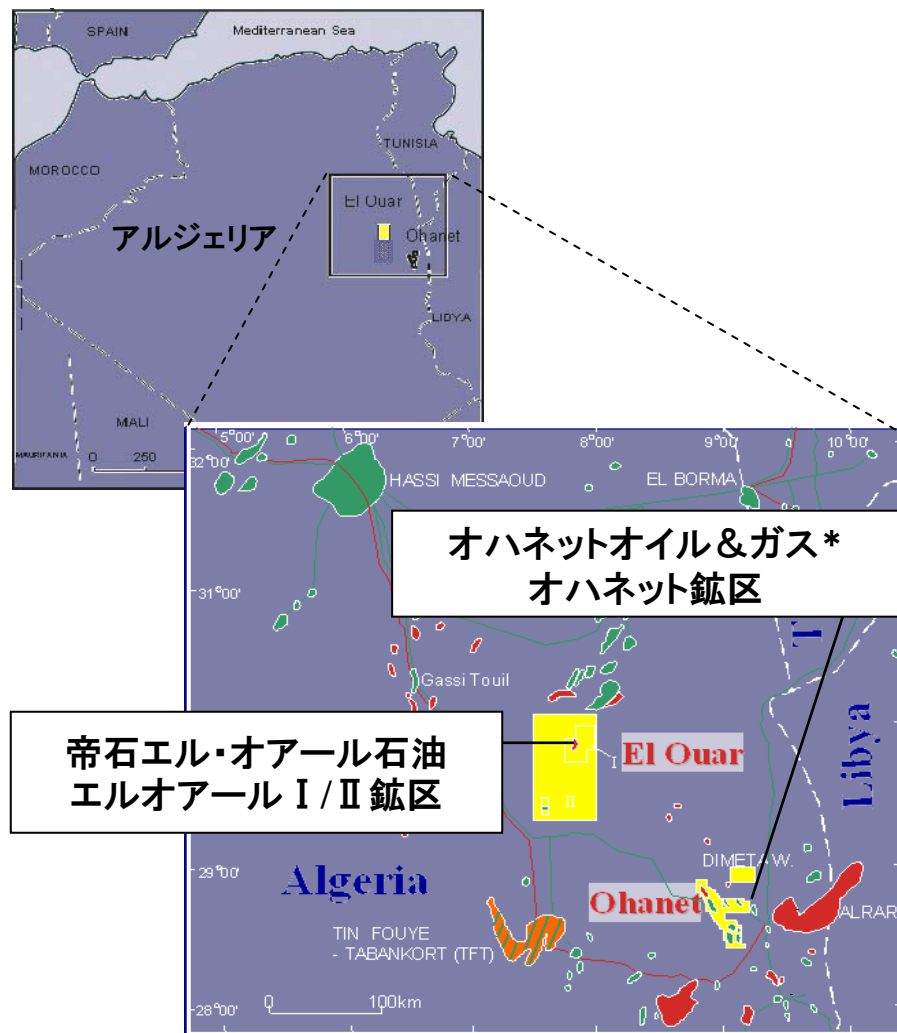 SPAIN
Mediterranean Sea
TUNISIA
MOROCCO
El Ouar
アルジェリア
Ohanet
LIBYA
MALI
MAURITANIA
0 250
5°00' 6°00' 7°00' 8°00' 9°00' 10°00'
32°00'
HASSI MESSAOUD
EL BORMA
オハネットオイル&ガス*
オハネット鉱区
31°00'
T
Gassi Touil
Libya
帝石エル・オアール石油
エルオアールⅠ/Ⅱ鉱区
El Ouar
I
II
DIMETA W.
29°00'
Algeria
Ohanet
ALRAR
TIN FOUYE
- TABANKORT (TFT)
0 100km
28°00'